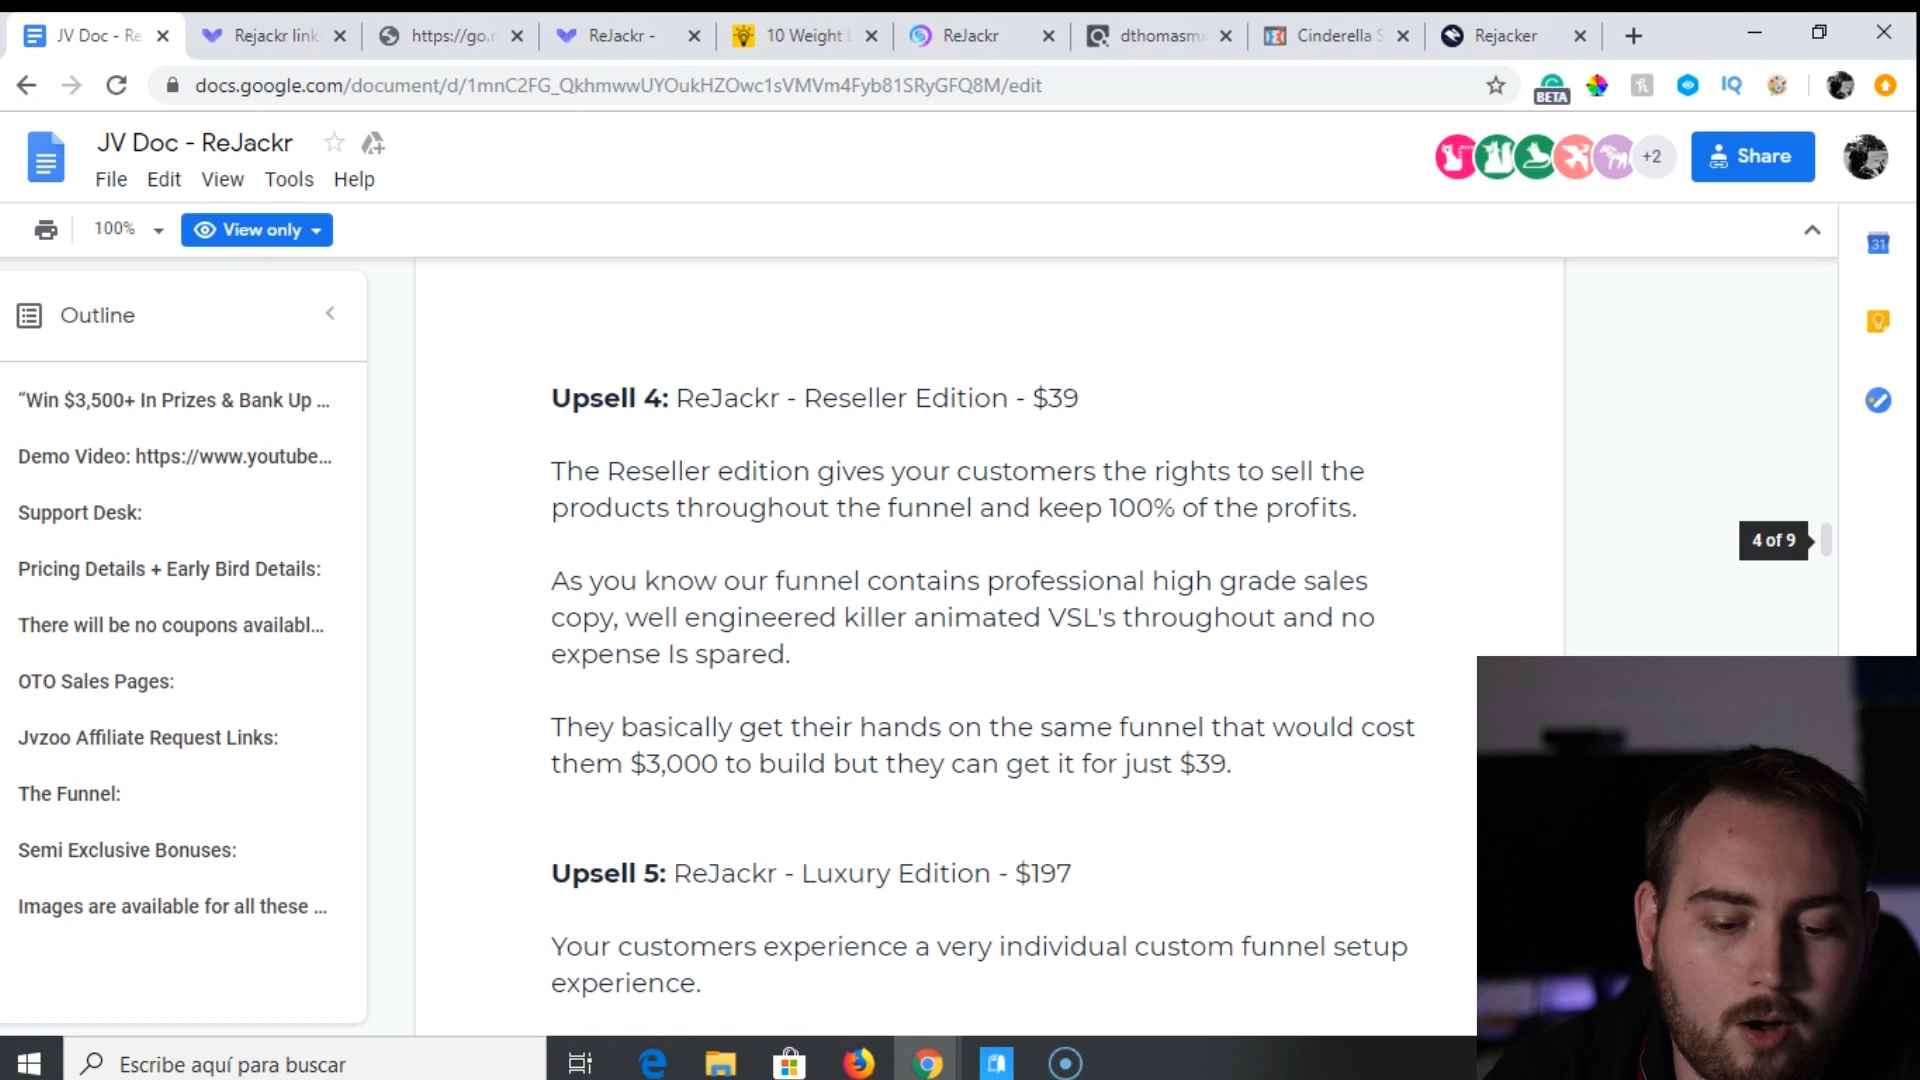 JV Doc - Re
Rejackr link
https://go.r
ReJackr -
10 Weight L
ReJackr
dthomasmx
Cinderella S
Rejacker
docs.google.com/document/d/1mnC2FG_QkhmwwUYOukHZOwc1sVMVm4Fyb81SRyGFQ8M/edit
BETA
IQ
JV Doc - ReJackr
File Edit View Tools Help
+2
Share
100%
View only
31
Outline
“Win $3,500+ In Prizes & Bank Up ...
Demo Video: https://www.youtube...
Support Desk:
Pricing Details + Early Bird Details:
There will be no coupons availabl...
OTO Sales Pages:
Jvzoo Affiliate Request Links:
The Funnel:
Semi Exclusive Bonuses:
Images are available for all these ...
Upsell 4: ReJackr - Reseller Edition - $39
The Reseller edition gives your customers the rights to sell the
products throughout the funnel and keep 100% of the profits.
As you know our funnel contains professional high grade sales
copy, well engineered killer animated VSL's throughout and no
expense Is spared.
They basically get their hands on the same funnel that would cost
them $3,000 to build but they can get it for just $39.
Upsell 5: ReJackr - Luxury Edition - $197
Your customers experience a very individual custom funnel setup
experience.
4 of 9
Escribe aquí para buscar